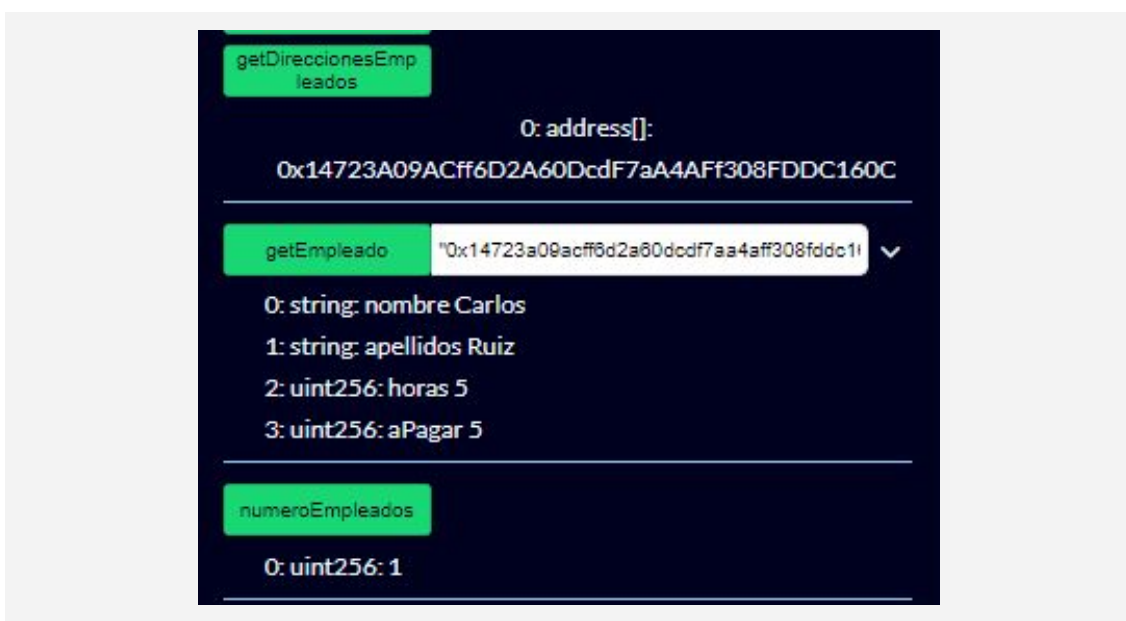 getDireccionesEmp
leados
0: address[]:
0x14723A09ACff6D2A60DcdF7aA4AFf308FDDC160C
getEmpleado "0x14723a09acff6d2a60dcdf7aa4aff308fddc1
0: string: nombre Carlos
1: string: apellidos Ruiz
2: uint256: horas 5
3: uint256: aPagar 5
numeroEmpleados
0: uint256: 1